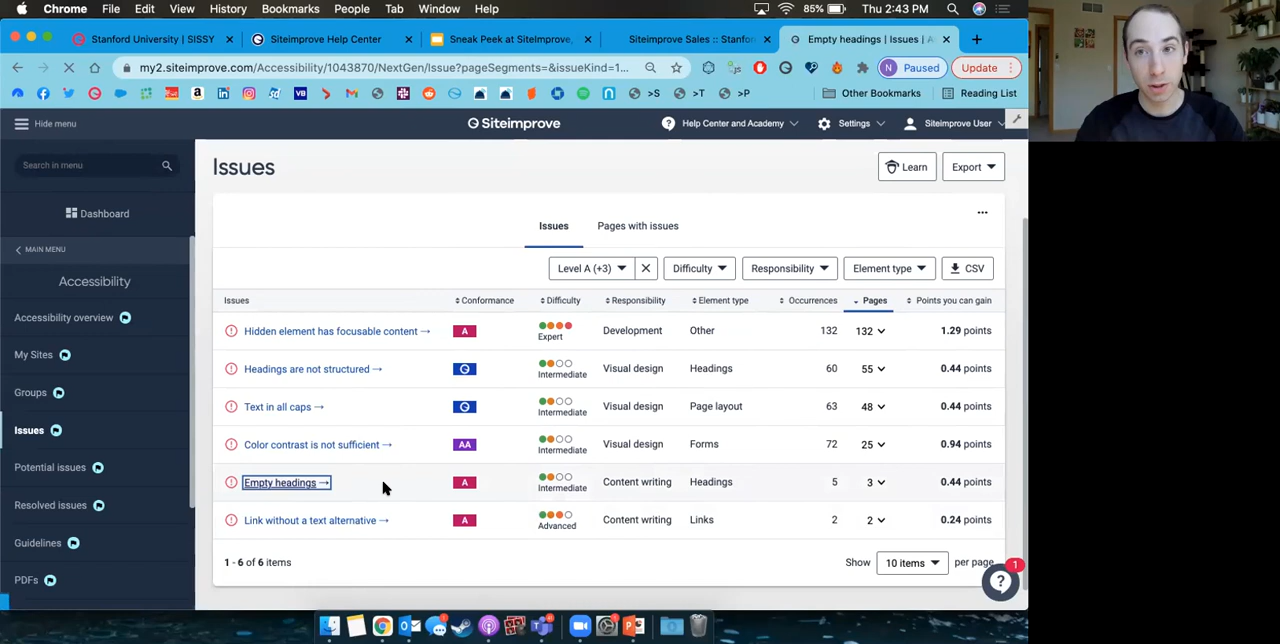 Chrome File Edit View History Bookmarks People Tab Window Help 85% Thu 2:43 PM
Stanford University | SISSY Siteimprove Help Center Sneak Peek at SiteImprove, Siteimprove Sales :: Stanfo Empty headings | Issues | A
my2.siteimprove.com/Accessibility/1043870/NextGen/Issue?pageSegments=&issueKind=1... N Paused Update
VB >S >T >P Other Bookmarks Reading List
Hide menu Siteimprove Help Center and Academy Settings Siteimprove User
Search in menu
Dashboard
MAIN MENU
Accessibility
Accessibility overview
My Sites
Groups
Issues
Potential issues
Resolved issues
Guidelines
PDFs
Issues Learn Export
Issues Pages with issues
Level A (+3) Difficulty Responsibility Element type CSV
Issues Conformance Difficulty Responsibility Element type Occurrences Pages Points you can gain
Hidden element has focusable content → A Expert Development Other 132 132 1.29 points
Headings are not structured → Intermediate Visual design Headings 60 55 0.44 points
Text in all caps → Intermediate Visual design Page layout 63 48 0.44 points
Color contrast is not sufficient → AA Intermediate Visual design Forms 72 25 0.94 points
Empty headings → A Intermediate Content writing Headings 5 3 0.44 points
Link without a text alternative → A Advanced Content writing Links 2 2 0.24 points
1 - 6 of 6 items Show 10 items per page
1